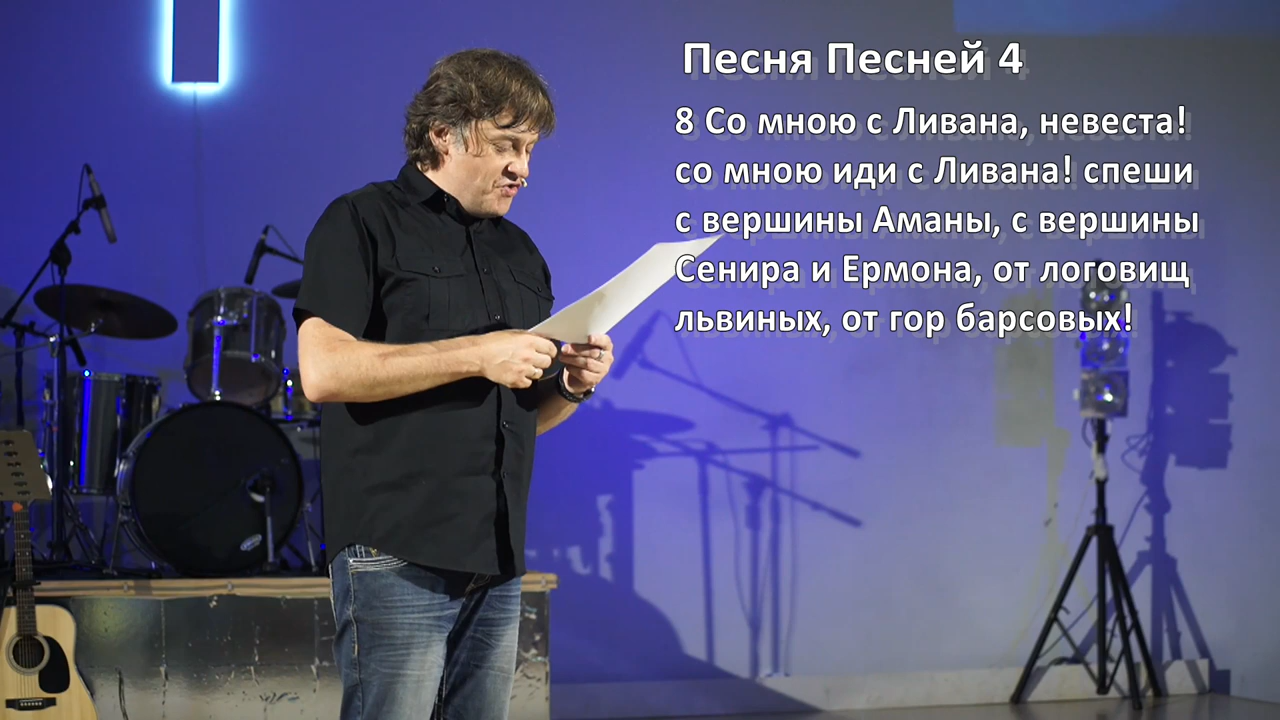 Песня Песней 4
8 Со мною с Ливана, невеста!
со мною иди с Ливана! спеши
с вершины Аманы, с вершины
Сенира и Ермона, от логовищ
львиных, от гор барсовых!